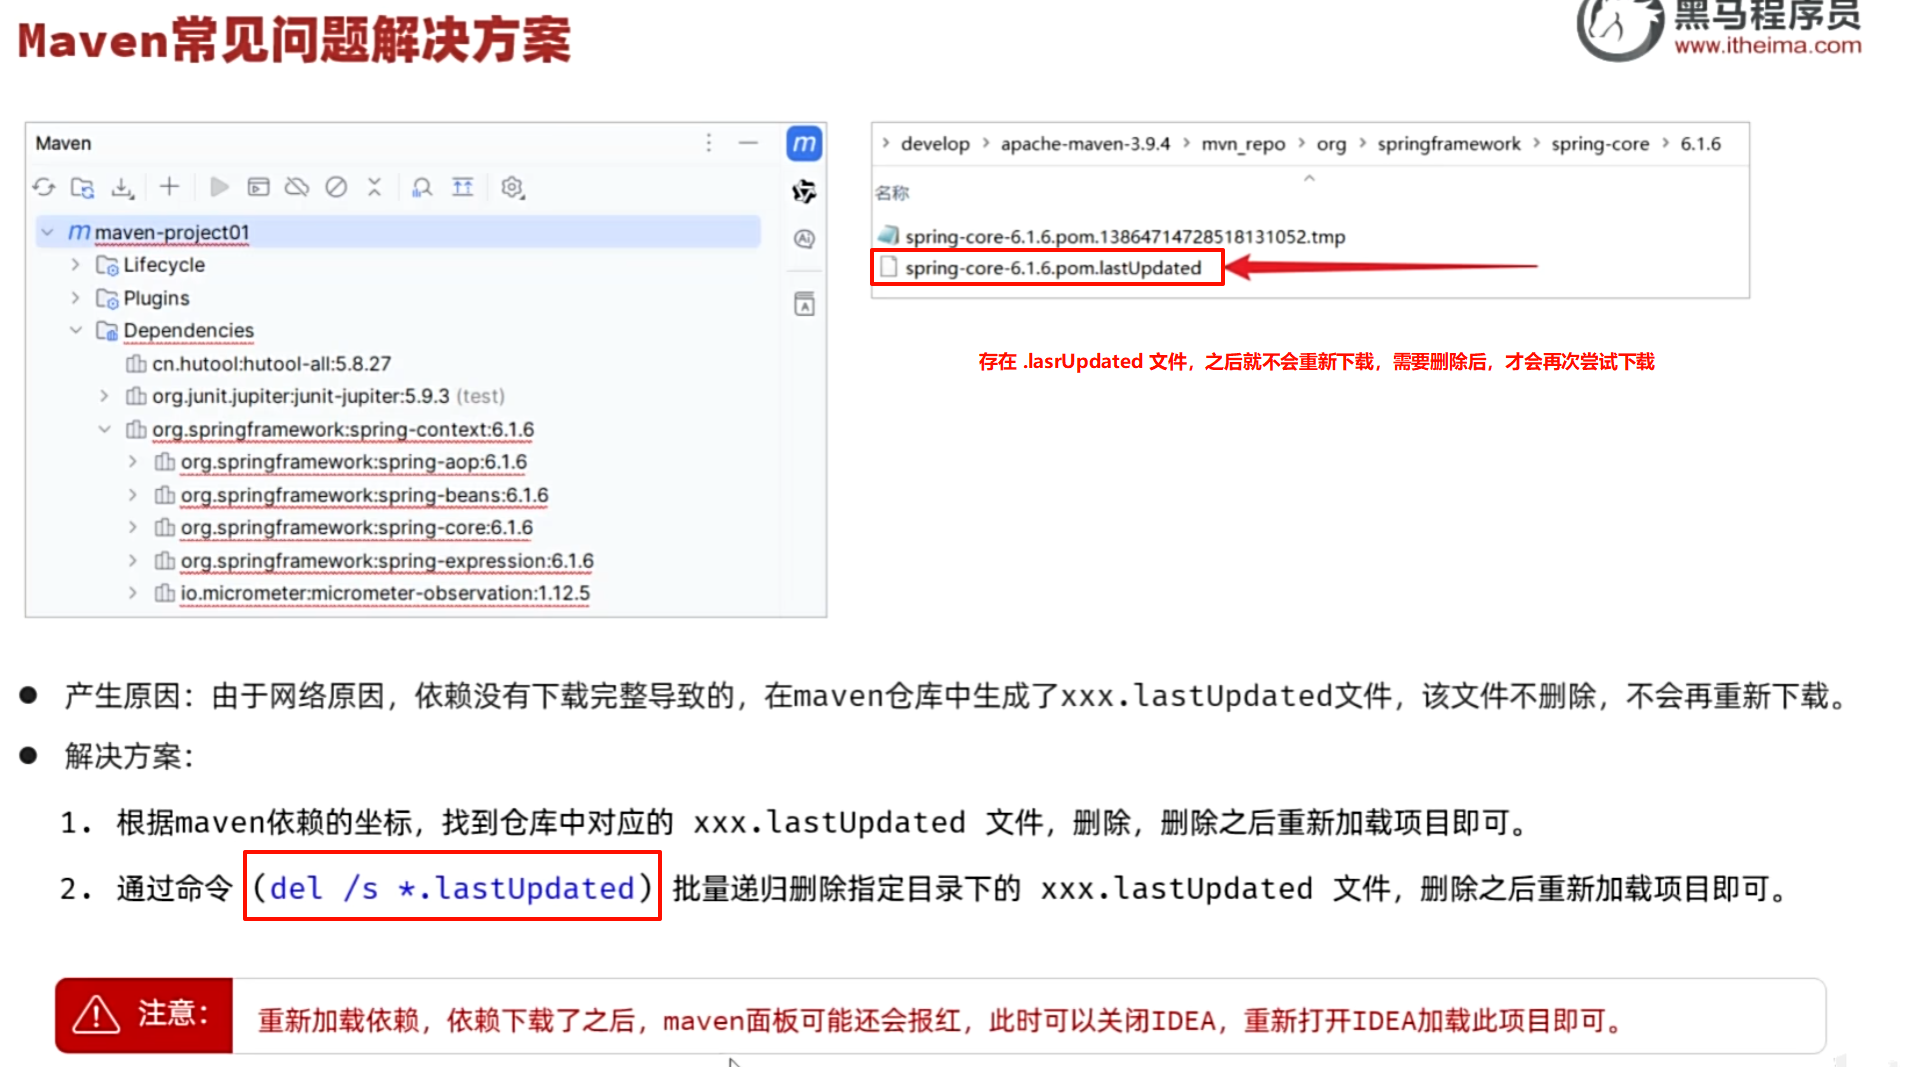 Maven常见问题解决方案
黑马程序员
www.itheima.com
Maven
maven-project01
Lifecycle
Plugins
Dependencies
cn.hutool:hutool-all:5.8.27
org.junit.jupiter:junit-jupiter:5.9.3 (test)
org.springframework:spring-context:6.1.6
org.springframework:spring-aop:6.1.6
org.springframework:spring-beans:6.1.6
org.springframework:spring-core:6.1.6
org.springframework:spring-expression:6.1.6
io.micrometer:micrometer-observation:1.12.5
› develop › apache-maven-3.9.4 › mvn_repo › org › springframework › spring-core › 6.1.6
名称
spring-core-6.1.6.pom.13864714728518131052.tmp
spring-core-6.1.6.pom.lastUpdated
存在 .lasrUpdated 文件，之后就不会重新下载，需要删除后，才会再次尝试下载
● 产生原因：由于网络原因，依赖没有下载完整导致的，在maven仓库中生成了xxx.lastUpdated文件，该文件不删除，不会再重新下载。
● 解决方案：
1. 根据maven依赖的坐标，找到仓库中对应的 xxx.lastUpdated 文件，删除，删除之后重新加载项目即可。
2. 通过命令 (del /s *.lastUpdated) 批量递归删除指定目录下的 xxx.lastUpdated 文件，删除之后重新加载项目即可。
注意：
重新加载依赖，依赖下载了之后，maven面板可能还会报红，此时可以关闭IDEA，重新打开IDEA加载此项目即可。